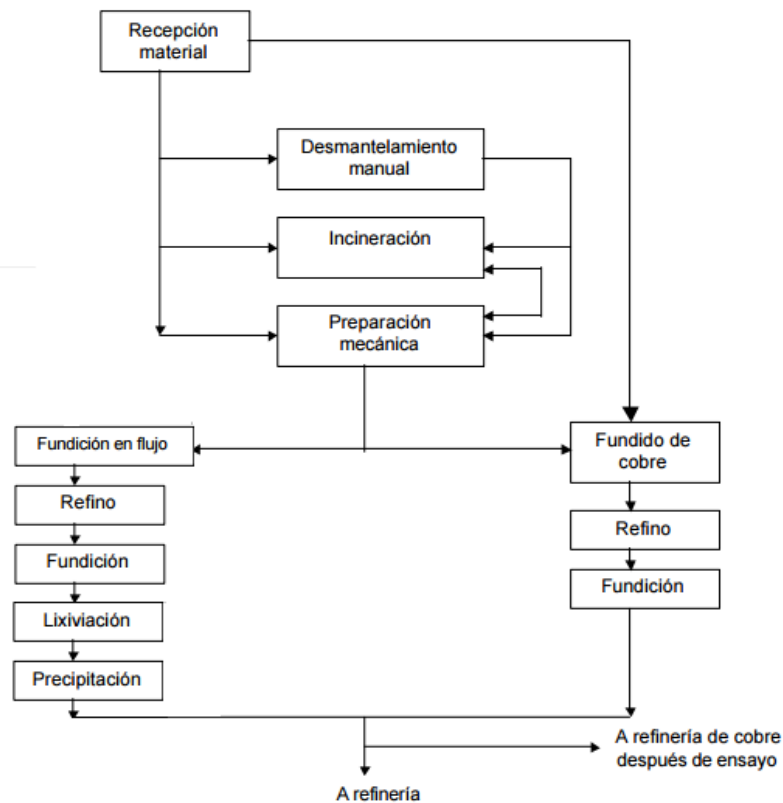 Recepción
material
Desmantelamiento
manual
Incineración
Preparación
mecánica
Fundición en flujo
Refino
Fundición
Lixiviación
Precipitación
Fundido de
cobre
Refino
Fundición
A refinería de cobre
después de ensayo
A refinería